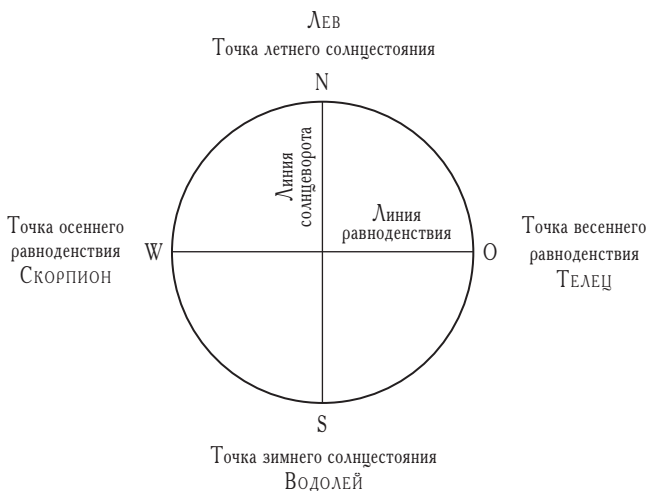 Лев
Точка летнего солнцестояния
N
Линия
солнцеворота
Линия
равноденствия
Точка осеннего
равноденствия
Скорпион
W
O
Точка весеннего
равноденствия
Телец
S
Точка зимнего солнцестояния
Водолей